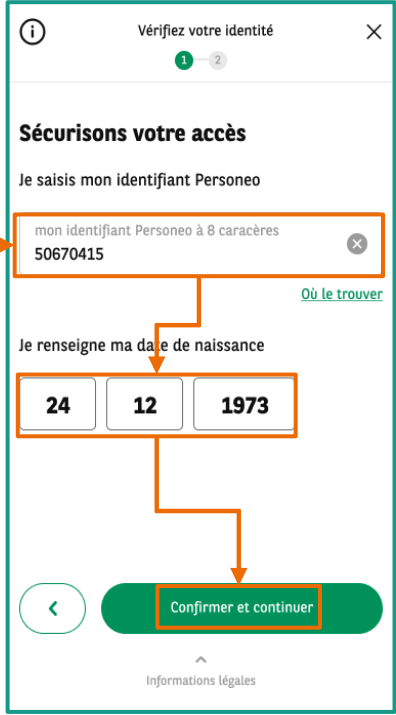 Vérifiez votre identité
1 2
Sécurisons votre accès
Je saisis mon identifiant Personeo
mon identifiant Personeo à 8 caracères
50670415
Où le trouver
Je renseigne ma date de naissance
24 12 1973
Confirmer et continuer
Informations légales